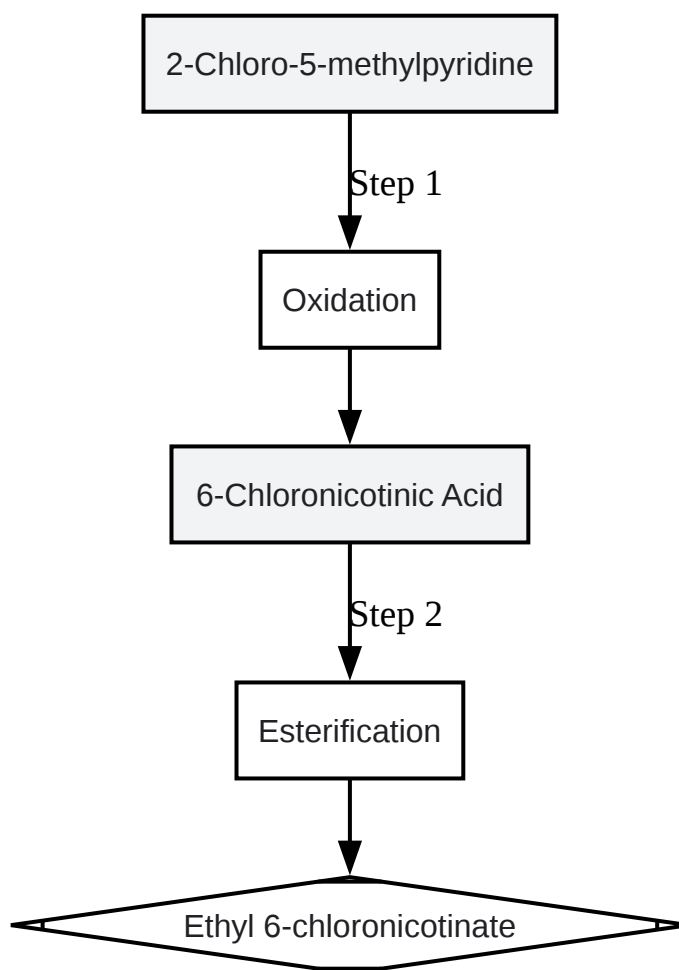 2-Chloro-5-methylpyridine
Step 1
Oxidation
6-Chloronicotinic Acid
Step 2
Esterification
Ethyl 6-chloronicotinate